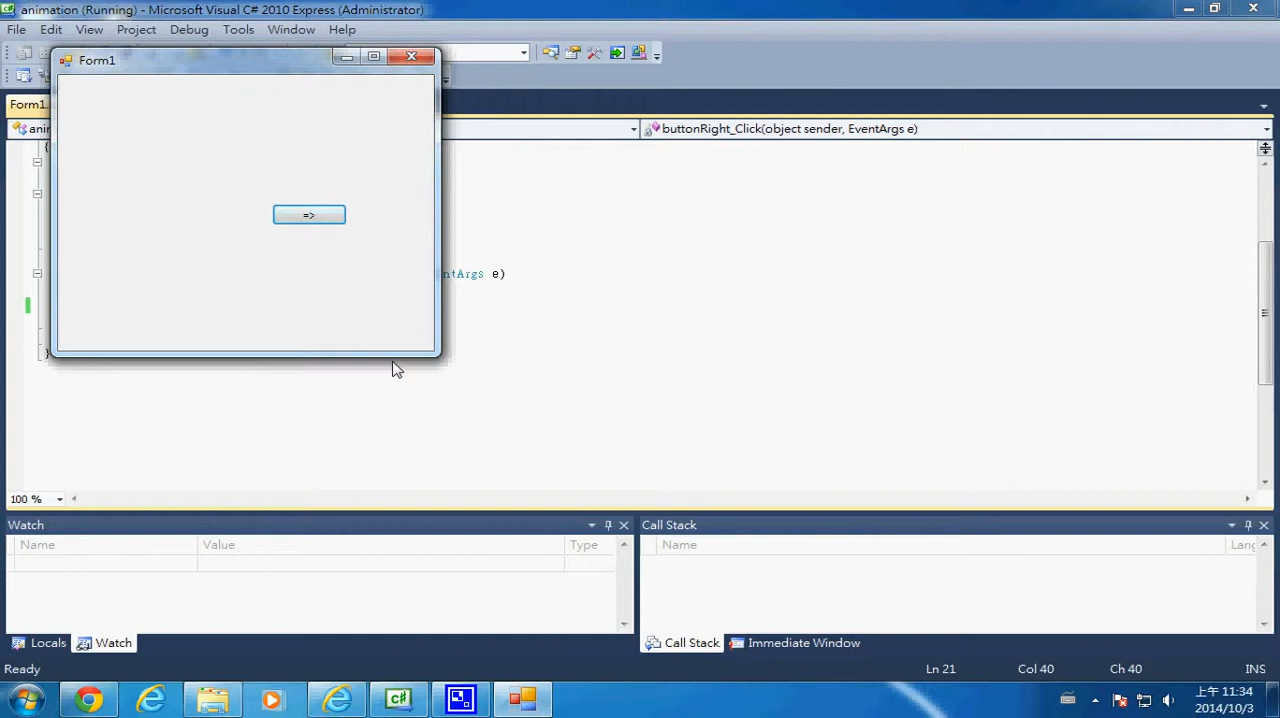 animation (Running) - Microsoft Visual C# 2010 Express (Administrator)
File Edit View Project Debug Tools Window Help
Form1
Form1.
buttonRight_Click(object sender, EventArgs e)
{
=>
ntArgs e)
}
100 %
Watch
Call Stack
Name Value Type
Name Lang
Locals Watch
Call Stack Immediate Window
Ready
Ln 21 Col 40 Ch 40 INS
上午 11:34
2014/10/3